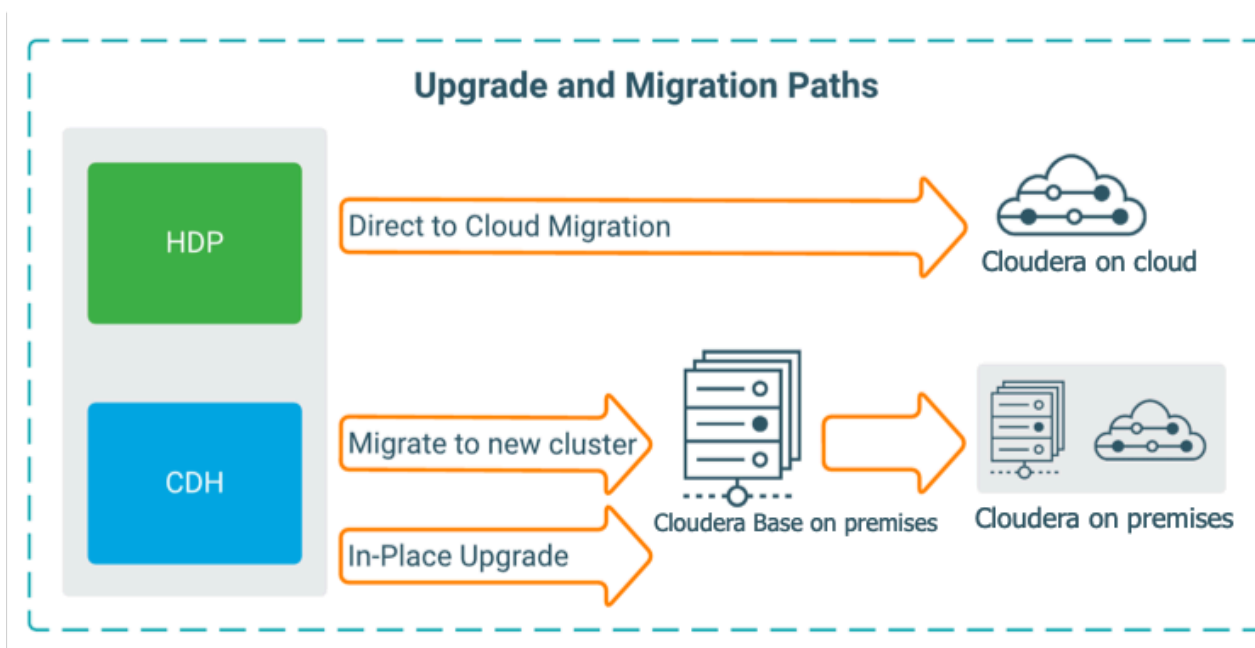 Upgrade and Migration Paths
HDP
Direct to Cloud Migration
Cloudera on cloud
CDH
Migrate to new cluster
In-Place Upgrade
Cloudera Base on premises
Cloudera on premises